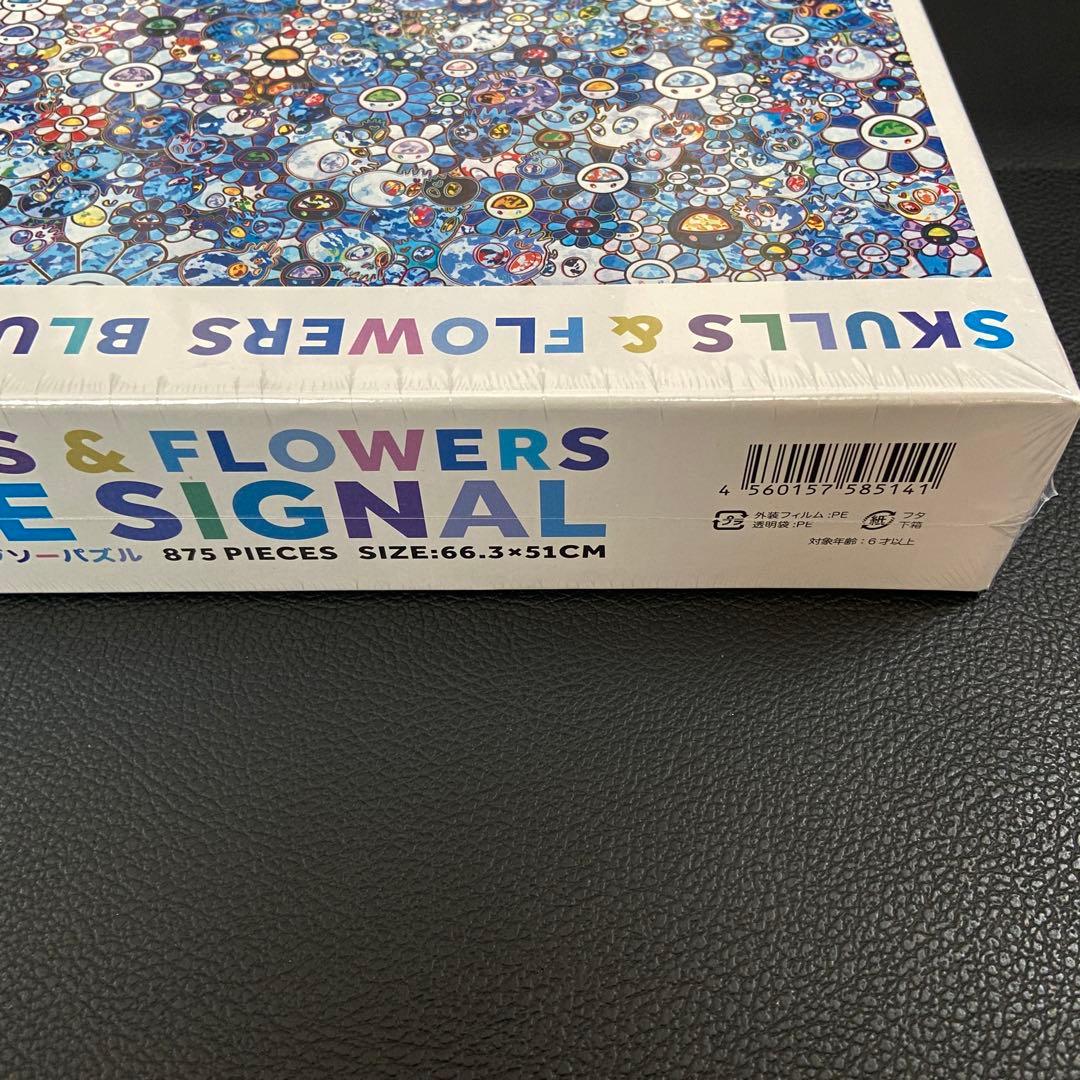 SKULLS & FLOWERS BLU
S & FLOWERS
E SIGNAL
ソーパズル 875 PIECES SIZE:66.3×51CM
4 560157 585141
プラ 外装フィルム:PE
透明袋:PE
紙 フタ
下箱
対象年齢:6才以上